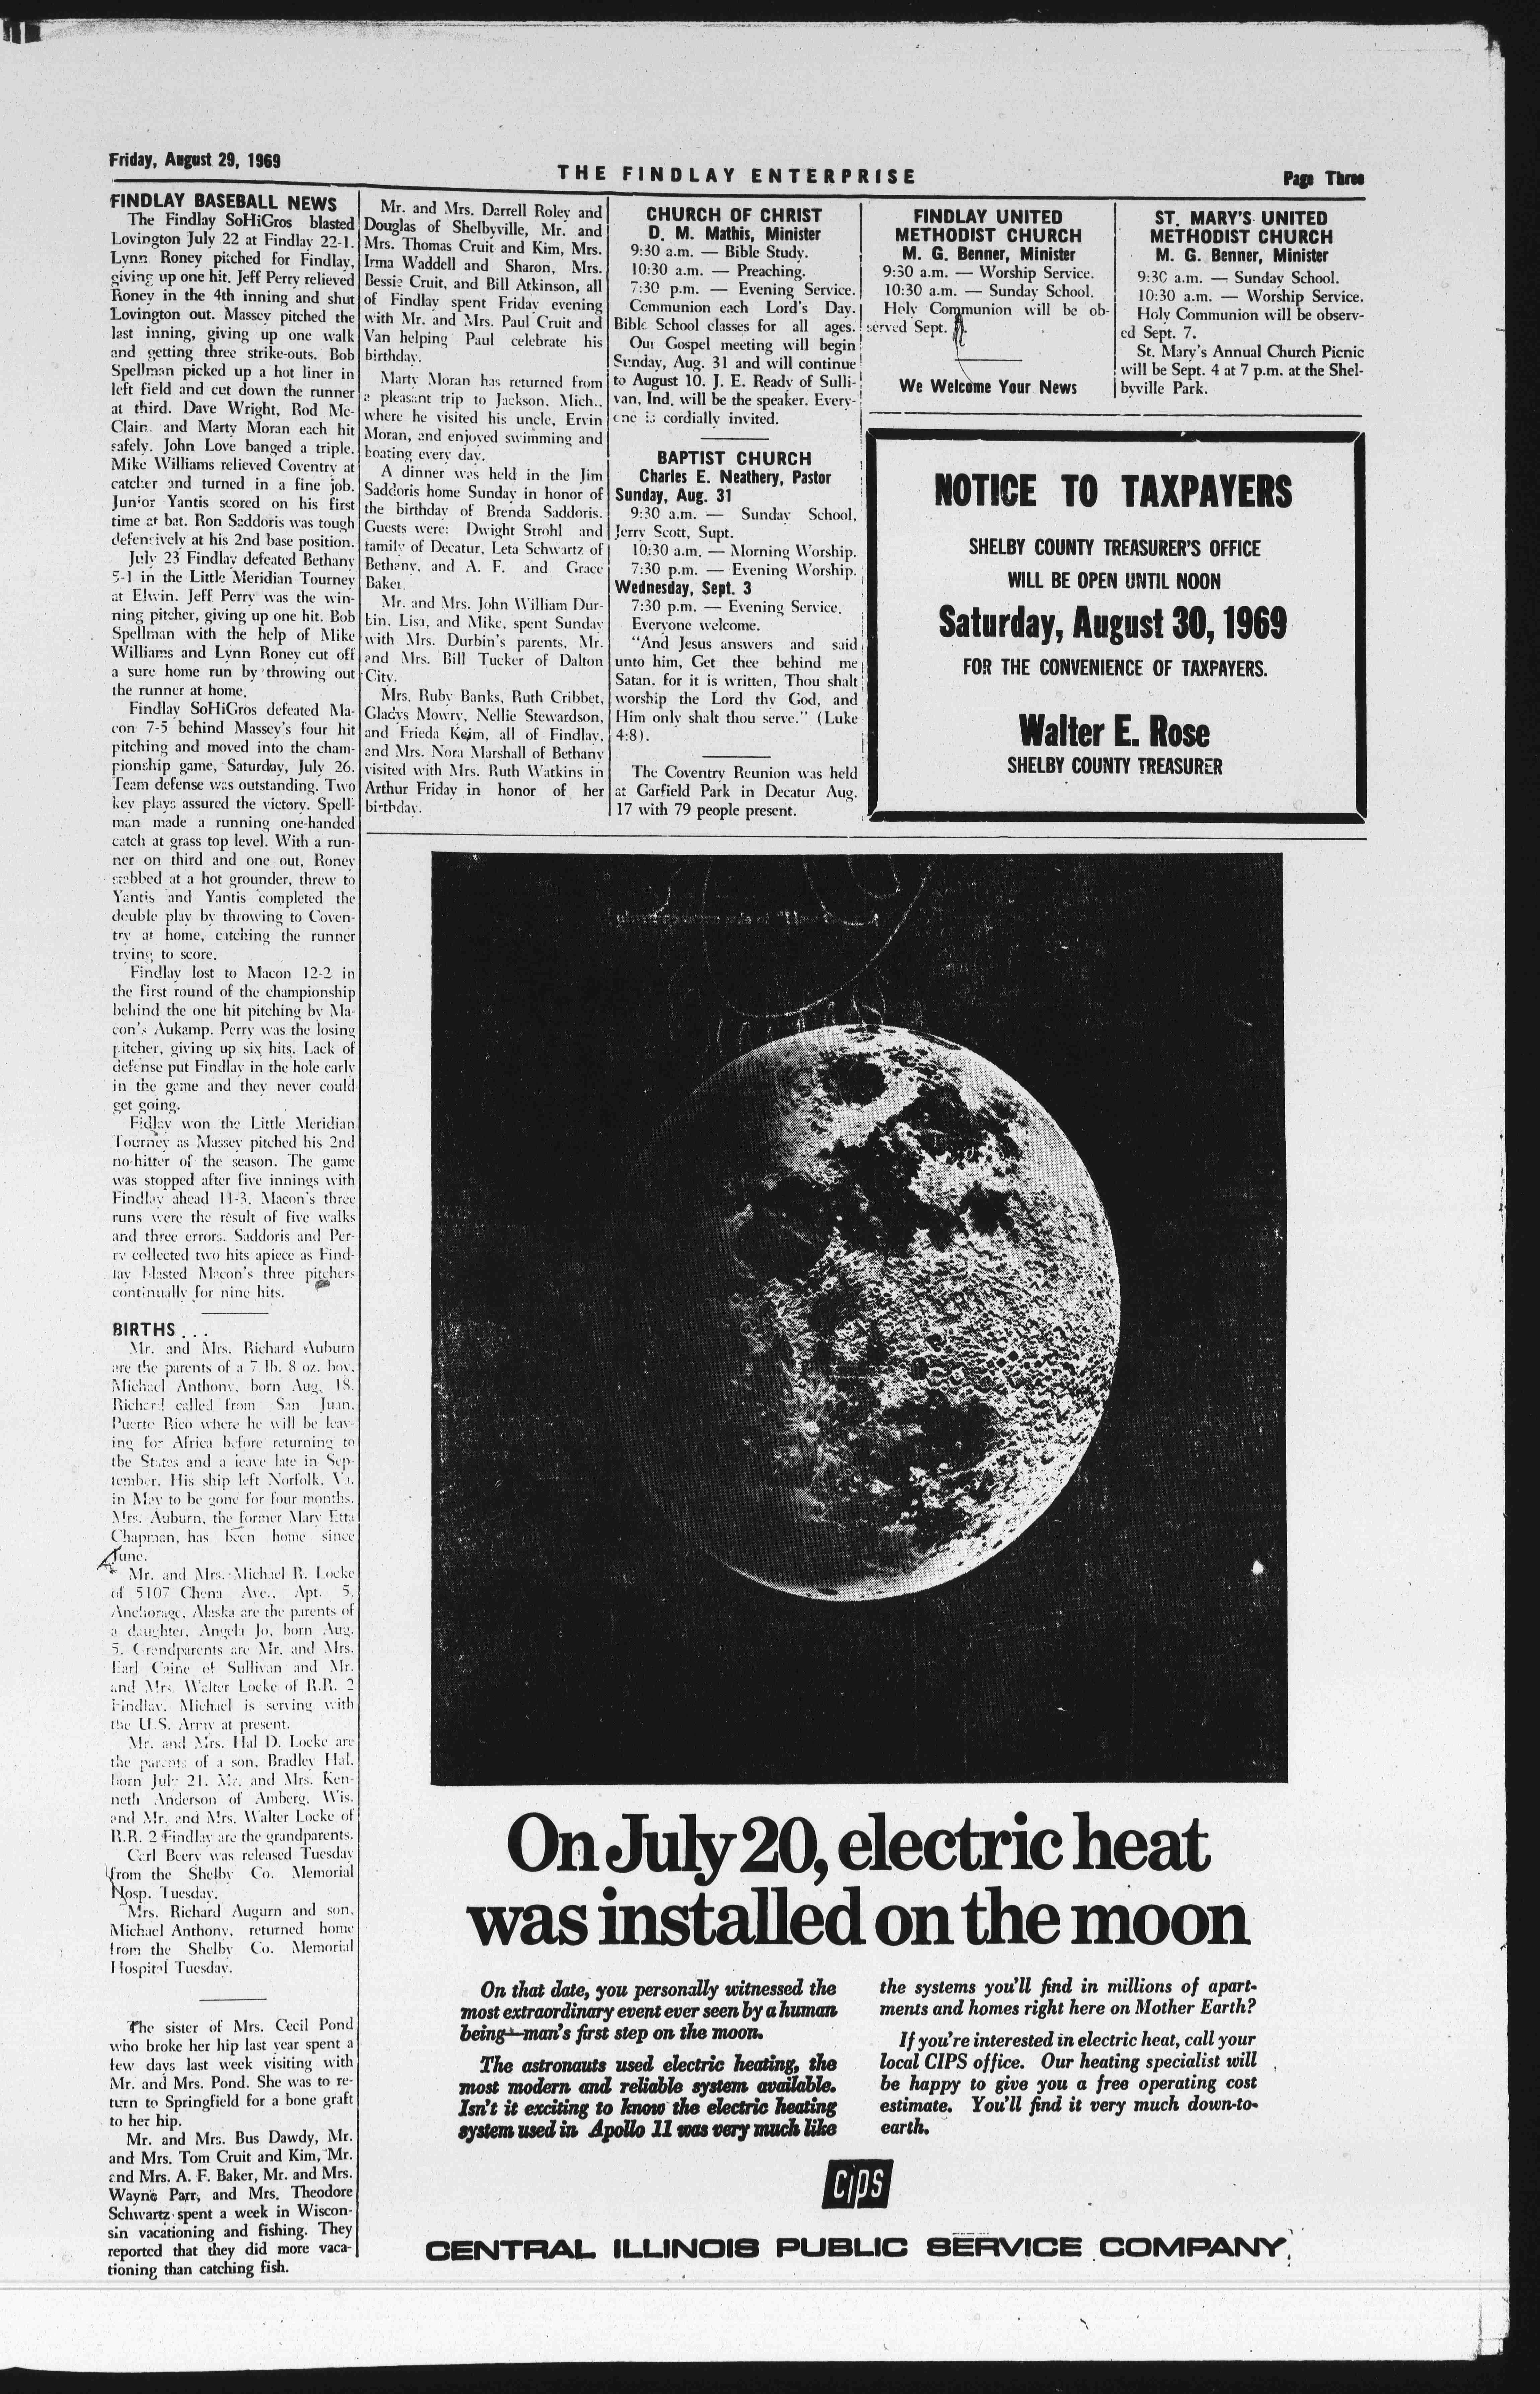 Friday, August 29, 1969
THE FINDLAY ENTERPRISE
Page Three
FINDLAY BASEBALL NEWS
The Findlay SoHiGros blasted
Lovington July 22 at Findlay 22-1.
Lynn Roney pitched for Findlay,
giving up one hit. Jeff Perry relieved
Roney in the 4th inning and shut
Lovington out. Massey pitched the
last inning, giving up one walk
and getting three strike-outs. Bob
Spellman picked up a hot liner in
left field and cut down the runner
at third. Dave Wright, Rod Mc-
Clain and Marty Moran each hit
safely. John Love banged a triple.
Mike Williams relieved Coventry at
catcher and turned in a fine job.
Junior Yantis scored on his first
time at bat. Ron Saddoris was tough
defensively at his 2nd base position.
July 23 Findlay defeated Bethany
5-1 in the Little Meridian Tourney
at Elwin. Jeff Perry was the win-
ning pitcher, giving up one hit. Bob
Spellman with the help of Mike
Williams and Lynn Roney cut off
a sure home run by throwing out
the runner at home.
Findlay SoHiGros defeated Ma-
con 7-5 behind Massey's four hit
pitching and moved into the cham-
pionship game, Saturday, July 26.
Team defense was outstanding. Two
key plays assured the victory. Spell-
man made a running one-handed
catch at grass top level. With a run-
ner on third and one out, Roney
stabbed at a hot grounder, threw to
Yantis and Yantis completed the
double play by throwing to Coven-
try at home, catching the runner
trying to score.
Findlay lost to Macon 12-2 in
the first round of the championship
behind the one hit pitching by Ma-
con's Aukamp. Perry was the losing
pitcher, giving up six hits. Lack of
defense put Findlay in the hole early
in the game and they never could
get going.
Fidlay won the Little Meridian
Tourney as Massey pitched his 2nd
no-hitter of the season. The game
was stopped after five innings with
Findlay ahead 11-3. Macon's three
runs were the result of five walks
and three errors. Saddoris and Per-
ry collected two hits apiece as Find-
lay blasted Macon's three pitchers
continually for nine hits.
BIRTHS . . .
Mr. and Mrs. Richard Auburn
are the parents of a 7 lb. 8 oz. boy,
Michael Anthony, born Aug. 18.
Richard called from San Juan,
Puerto Rico where he will be leav-
ing for Africa before returning to
the States and a leave late in Sep-
tember. His ship left Norfolk, Va.
in May to be gone for four months.
Mrs. Auburn, the former Mary Etta
Chapman, has been home since
June.
Mr. and Mrs. Michael R. Locke
of 5107 Chena Ave., Apt. 5,
Anchorage, Alaska are the parents of
a daughter, Angela Jo, born Aug.
5. Grandparents are Mr. and Mrs.
Earl Caine of Sullivan and Mr.
and Mrs. Walter Locke of R.R. 2
Findlay. Michael is serving with
the U.S. Army at present.
Mr. and Mrs. Hal D. Locke are
the parents of a son, Bradley Hal,
born July 21. Mr. and Mrs. Ken-
neth Anderson of Amberg, Wis.
and Mr. and Mrs. Walter Locke of
R.R. 2 Findlay are the grandparents.
Carl Beery was released Tuesday
from the Shelby Co. Memorial
Hosp. Tuesday.
Mrs. Richard Augurn and son,
Michael Anthony, returned home
from the Shelby Co. Memorial
Hospital Tuesday.
The sister of Mrs. Cecil Pond
who broke her hip last year spent a
few days last week visiting with
Mr. and Mrs. Pond. She was to re-
turn to Springfield for a bone graft
to her hip.
Mr. and Mrs. Bus Dawdy, Mr.
and Mrs. Tom Cruit and Kim, Mr.
and Mrs. A. F. Baker, Mr. and Mrs.
Wayne Parr, and Mrs. Theodore
Schwartz spent a week in Wiscon-
sin vacationing and fishing. They
reported that they did more vaca-
tioning than catching fish.
Mr. and Mrs. Darrell Roley and
Douglas of Shelbyville, Mr. and
Mrs. Thomas Cruit and Kim, Mrs.
Irma Waddell and Sharon, Mrs.
Bessie Cruit, and Bill Atkinson, all
of Findlay spent Friday evening
with Mr. and Mrs. Paul Cruit and
Van helping Paul celebrate his
birthday.
Marty Moran has returned from
a pleasant trip to Jackson, Mich.,
where he visited his uncle, Ervin
Moran, and enjoyed swimming and
boating every day.
A dinner was held in the Jim
Saddoris home Sunday in honor of
the birthday of Brenda Saddoris.
Guests were: Dwight Strohl and
family of Decatur, Leta Schwartz of
Bethany, and A. F. and Grace
Baker.
Mr. and Mrs. John William Dur-
bin, Lisa, and Mike, spent Sunday
with Mrs. Durbin's parents, Mr.
and Mrs. Bill Tucker of Dalton
City.
Mrs. Ruby Banks, Ruth Cribbet,
Gladys Mowry, Nellie Stewardson,
and Frieda Keim, all of Findlay,
and Mrs. Nora Marshall of Bethany
visited with Mrs. Ruth Watkins in
Arthur Friday in honor of her
birthday.
CHURCH OF CHRIST
D. M. Mathis, Minister
9:30 a.m. — Bible Study.
10:30 a.m. — Preaching.
7:30 p.m. — Evening Service.
Communion each Lord's Day.
Bible School classes for all ages.
Our Gospel meeting will begin
Sunday, Aug. 31 and will continue
to August 10. J. E. Ready of Sulli-
van, Ind. will be the speaker. Every-
one is cordially invited.
BAPTIST CHURCH
Charles E. Neathery, Pastor
Sunday, Aug. 31
9:30 a.m. — Sunday School,
Jerry Scott, Supt.
10:30 a.m. — Morning Worship.
7:30 p.m. — Evening Worship.
Wednesday, Sept. 3
7:30 p.m. — Evening Service.
Everyone welcome.
"And Jesus answers and said
unto him, Get thee behind me
Satan, for it is written, Thou shalt
worship the Lord thy God, and
Him only shalt thou serve." (Luke
4:8).
The Coventry Reunion was held
at Garfield Park in Decatur Aug.
17 with 79 people present.
FINDLAY UNITED
METHODIST CHURCH
M. G. Benner, Minister
9:30 a.m. — Worship Service.
10:30 a.m. — Sunday School.
Holy Communion will be ob-
served Sept.
We Welcome Your News
ST. MARY'S UNITED
METHODIST CHURCH
M. G. Benner, Minister
9:30 a.m. — Sunday School.
10:30 a.m. — Worship Service.
Holy Communion will be observ-
ed Sept. 7.
St. Mary's Annual Church Picnic
will be Sept. 4 at 7 p.m. at the Shel-
byville Park.
NOTICE TO TAXPAYERS
SHELBY COUNTY TREASURER'S OFFICE
WILL BE OPEN UNTIL NOON
Saturday, August 30, 1969
FOR THE CONVENIENCE OF TAXPAYERS.
Walter E. Rose
SHELBY COUNTY TREASURER
On July 20, electric heat
was installed on the moon
On that date, you personally witnessed the
most extraordinary event ever seen by a human
being—man's first step on the moon.
The astronauts used electric heating, the
most modern and reliable system available.
Isn't it exciting to know the electric heating
system used in Apollo 11 was very much like
the systems you'll find in millions of apart-
ments and homes right here on Mother Earth?
If you're interested in electric heat, call your
local CIPS office. Our heating specialist will
be happy to give you a free operating cost
estimate. You'll find it very much down-to-
earth.
CIPS
CENTRAL ILLINOIS PUBLIC SERVICE COMPANY